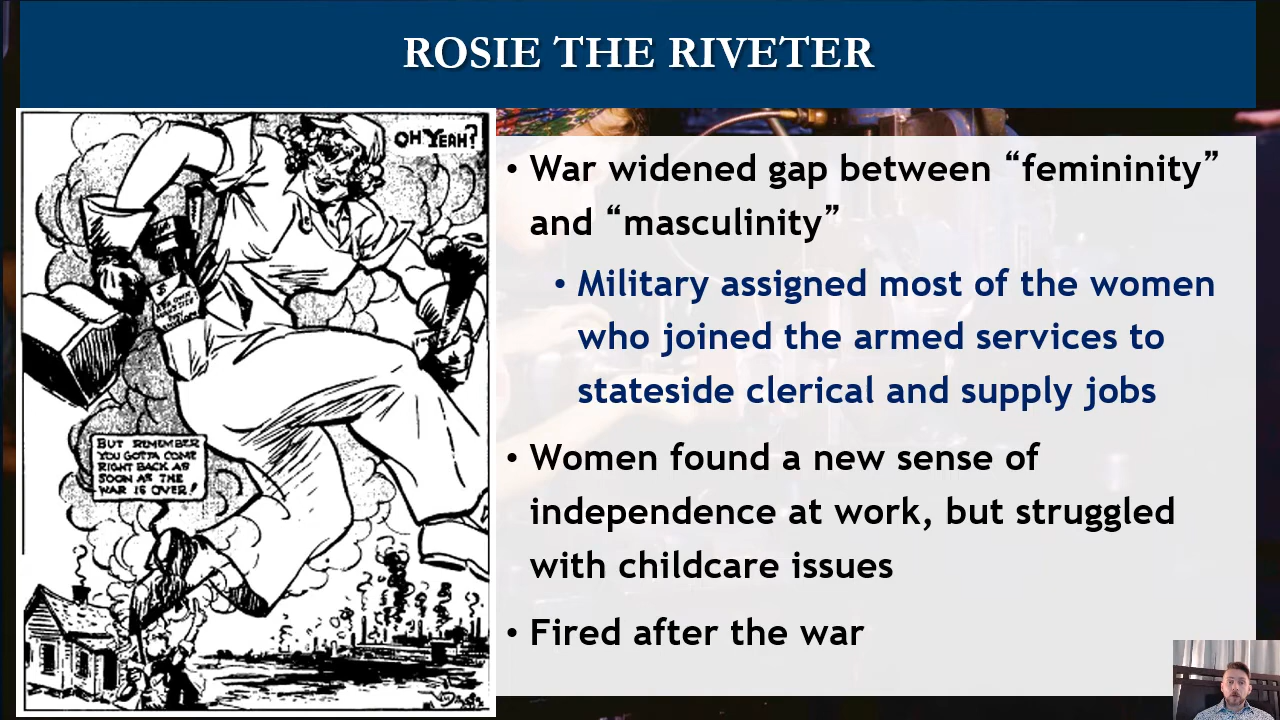 ROSIE THE RIVETER
OH YEAH?
$
BUT REMEMBER
YOU GOTTA COME
RIGHT BACK AS
SOON AS THE
WAR IS OVER!
• War widened gap between “femininity”
and “masculinity”
• Military assigned most of the women
who joined the armed services to
stateside clerical and supply jobs
• Women found a new sense of
independence at work, but struggled
with childcare issues
• Fired after the war